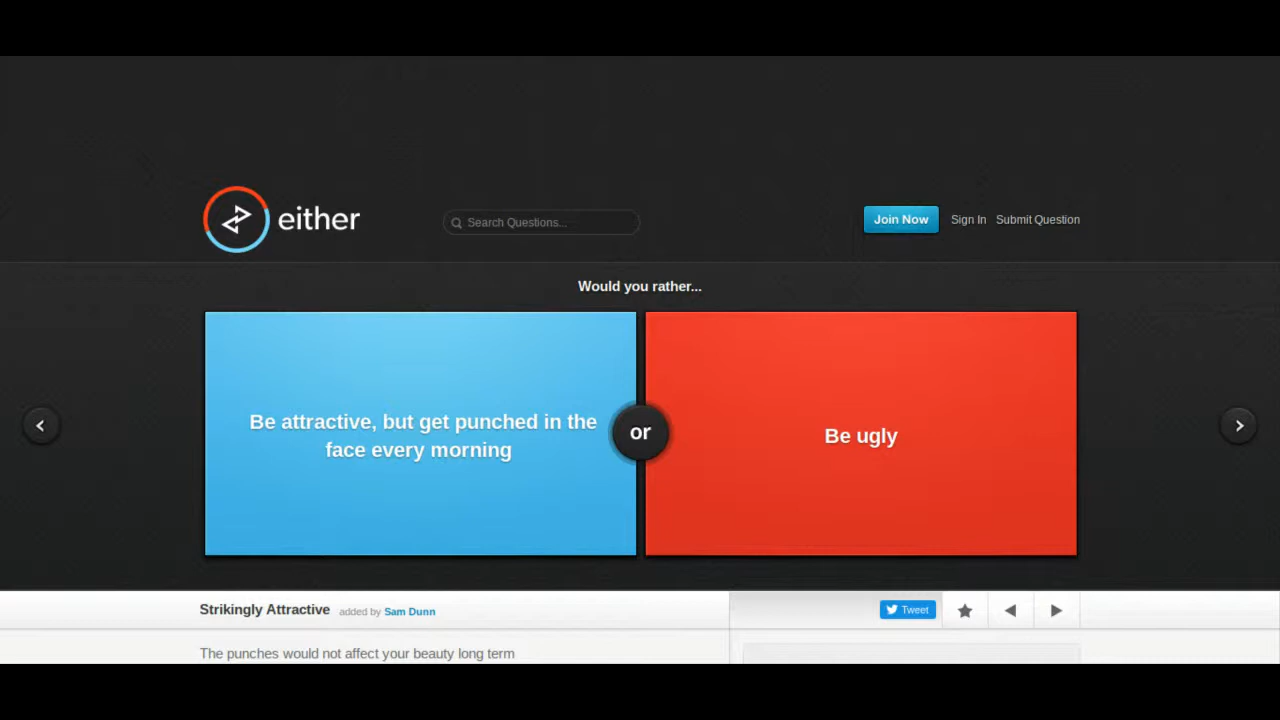 either
Search Questions...
Join Now
Sign In
Submit Question
Would you rather...
Be attractive, but get punched in the
face every morning
or
Be ugly
Strikingly Attractive added by Sam Dunn
Tweet
The punches would not affect your beauty long term